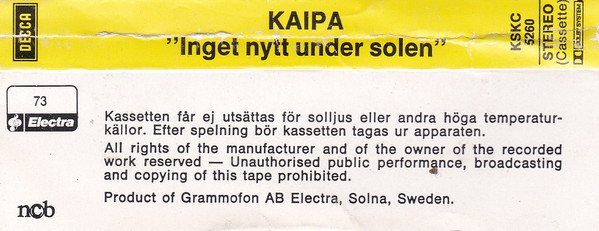 DECCA
KAIPA
"Inget nytt under solen"
KSKC
5260
STEREO
(Cassette)
DOLBY SYSTEM
73
Electra
Kassetten får ej utsättas för solljus eller andra höga temperatur-
källor. Efter spelning bör kassetten tagas ur apparaten.
All rights of the manufacturer and of the owner of the recorded
work reserved — Unauthorised public performance, broadcasting
and copying of this tape prohibited.
Product of Grammofon AB Electra, Solna, Sweden.
ncb